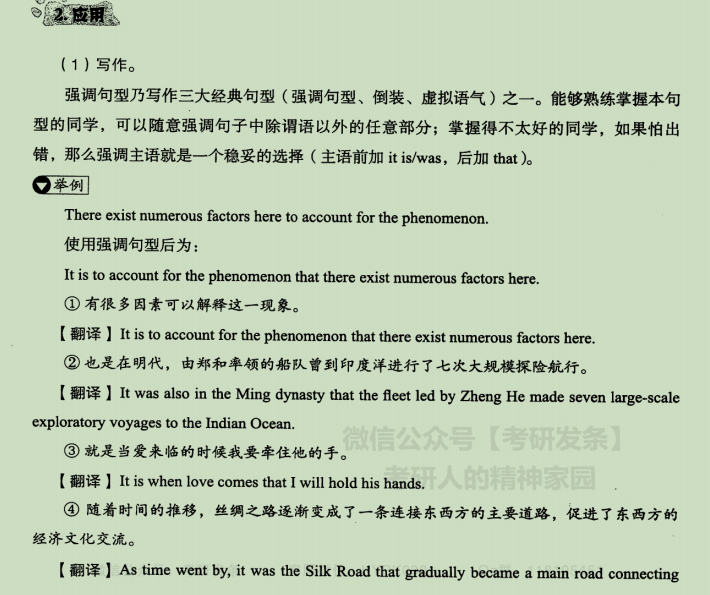 2. 应用
（1）写作。
强调句型乃写作三大经典句型（强调句型、倒装、虚拟语气）之一。能够熟练掌握本句
型的同学，可以随意强调句子中除谓语以外的任意部分；掌握得不太好的同学，如果怕出
错，那么强调主语就是一个稳妥的选择（主语前加 it is/was，后加 that）。
举例
There exist numerous factors here to account for the phenomenon.
使用强调句型后为：
It is to account for the phenomenon that there exist numerous factors here.
① 有很多因素可以解释这一现象。
【翻译】It is to account for the phenomenon that there exist numerous factors here.
② 也是在明代，由郑和率领的船队曾到印度洋进行了七次大规模探险航行。
【翻译】It was also in the Ming dynasty that the fleet led by Zheng He made seven large-scale
exploratory voyages to the Indian Ocean.
微信公众号【考研发条】
③ 就是当爱来临的时候我要牵住他的手。
考研人的精神家园
【翻译】It is when love comes that I will hold his hands.
④ 随着时间的推移，丝绸之路逐渐变成了一条连接东西方的主要道路，促进了东西方的
经济文化交流。
【翻译】As time went by, it was the Silk Road that gradually became a main road connecting